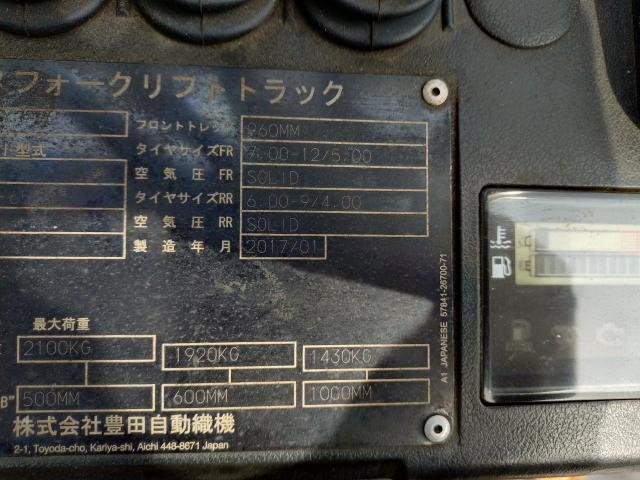 フォークリフトトラック
フロントトレッド 960MM
ト型式 タイヤサイズFR 7.00-12/5.00
空気圧FR SOLID
タイヤサイズRR 6.00-9/4.00
空気圧RR SOLID
製造年月 2017/01
最大荷重
2100KG 1920KG 1430KG
B" 500MM 600MM 1000MM
株式会社豊田自動織機
2-1, Toyoda-cho, Kariya-shi, Aichi 448-8671 Japan
A1 JAPANESE 57841-26700-71